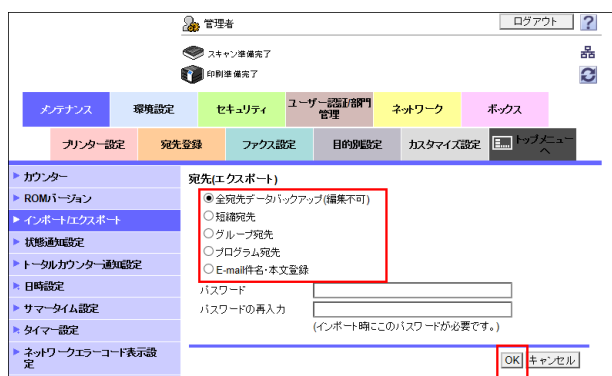 管理者
ログアウト
?
スキャン準備完了
印刷準備完了
メンテナンス
環境設定
セキュリティ
ユーザー認証/部門
管理
ネットワーク
ボックス
プリンター設定
宛先登録
ファクス設定
目的別設定
カスタマイズ設定
トップメニュー
へ
カウンター
ROMバージョン
インポート/エクスポート
状態通知設定
トータルカウンター通知設定
日時設定
サマータイム設定
タイマー設定
ネットワークエラーコード表示設
定
宛先(エクスポート)
全宛先データバックアップ(編集不可)
短縮宛先
グループ宛先
プログラム宛先
E-mail件名・本文登録
パスワード
パスワードの再入力
(インポート時にこのパスワードが必要です。)
OK キャンセル